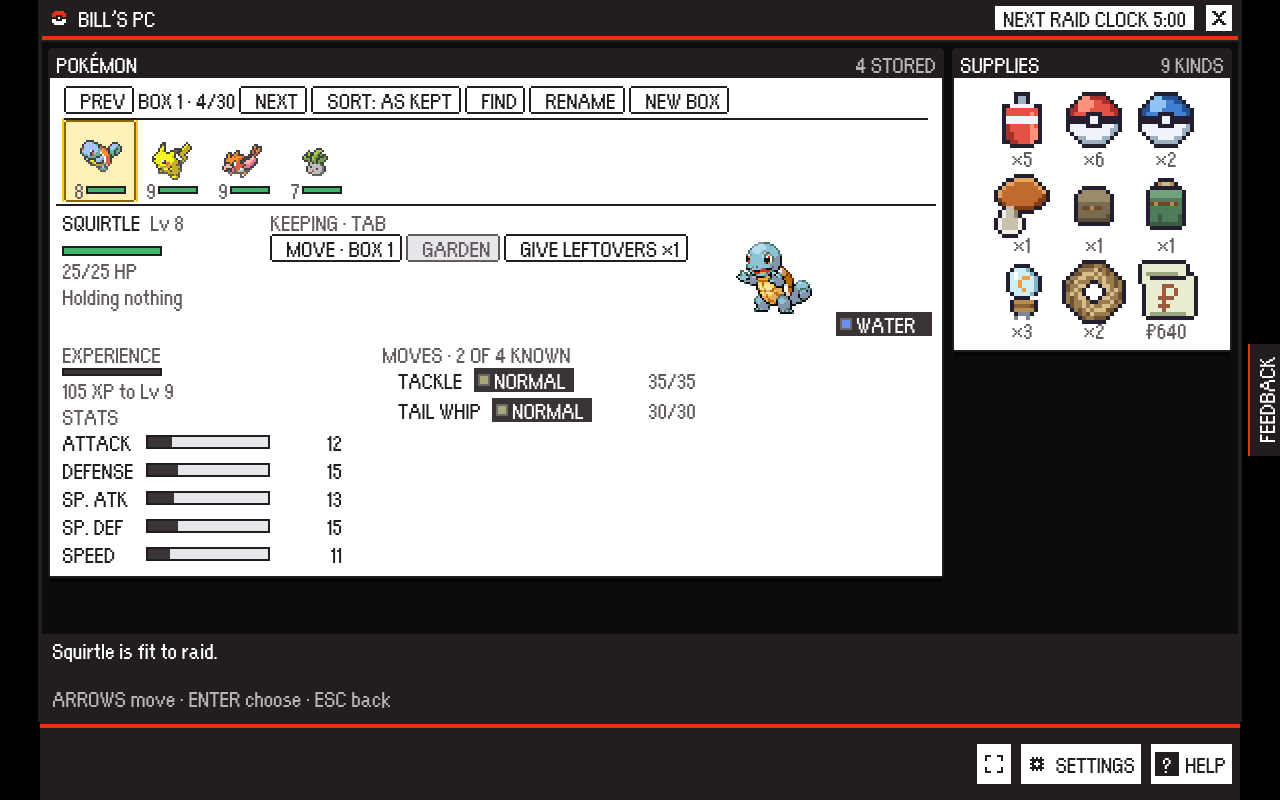 BILL'S PC
NEXT RAID CLOCK 5:00 X
POKÉMON 4 STORED
SUPPLIES 9 KINDS
PREV BOX 1 · 4/30 NEXT SORT: AS KEPT FIND RENAME NEW BOX
8 9 9 7
SQUIRTLE Lv 8
25/25 HP
Holding nothing
KEEPING · TAB
MOVE · BOX 1 GARDEN GIVE LEFTOVERS ×1
WATER
EXPERIENCE
105 XP to Lv 9
STATS
ATTACK 12
DEFENSE 15
SP. ATK 13
SP. DEF 15
SPEED 11
MOVES · 2 OF 4 KNOWN
TACKLE NORMAL 35/35
TAIL WHIP NORMAL 30/30
×5 ×6 ×2
×1 ×1 ×1
×3 ×2 ₽640
FEEDBACK
Squirtle is fit to raid.
ARROWS move · ENTER choose · ESC back
SETTINGS ? HELP